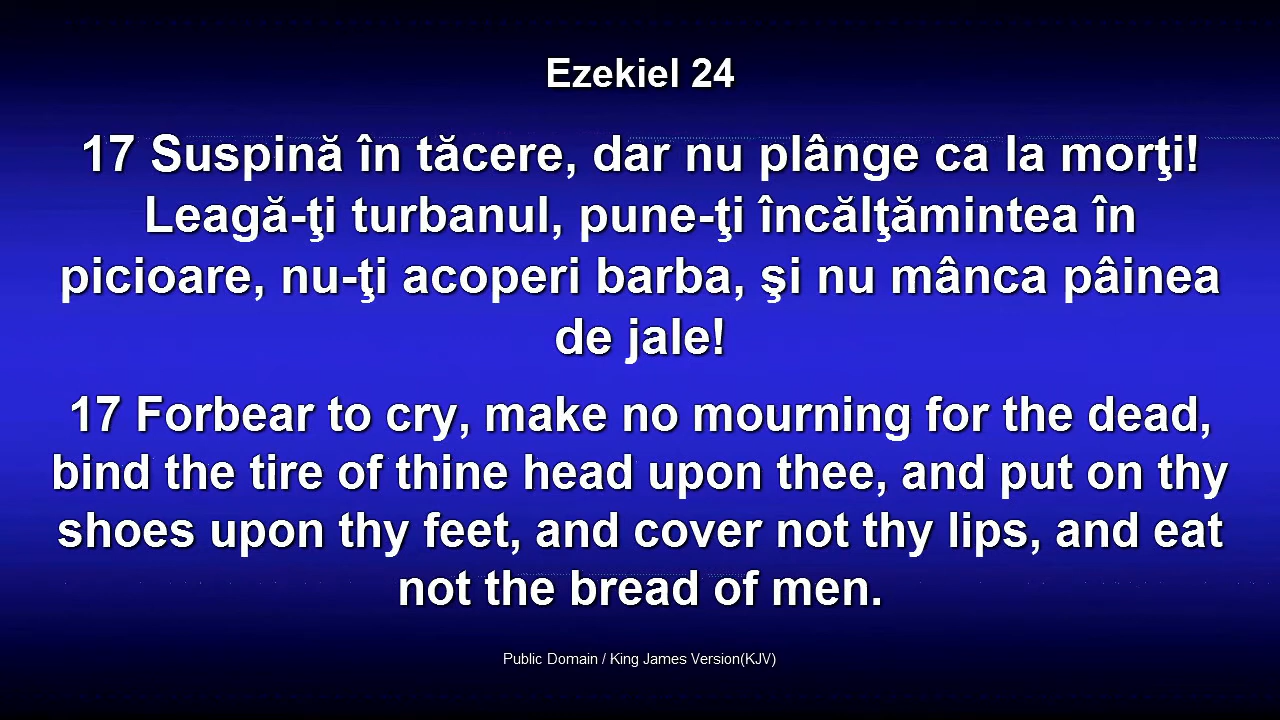 Ezekiel 24
17 Suspină în tăcere, dar nu plânge ca la morţi!
Leagă-ţi turbanul, pune-ţi încălţămintea în
picioare, nu-ţi acoperi barba, şi nu mânca pâinea
de jale!
17 Forbear to cry, make no mourning for the dead,
bind the tire of thine head upon thee, and put on thy
shoes upon thy feet, and cover not thy lips, and eat
not the bread of men.
Public Domain / King James Version(KJV)